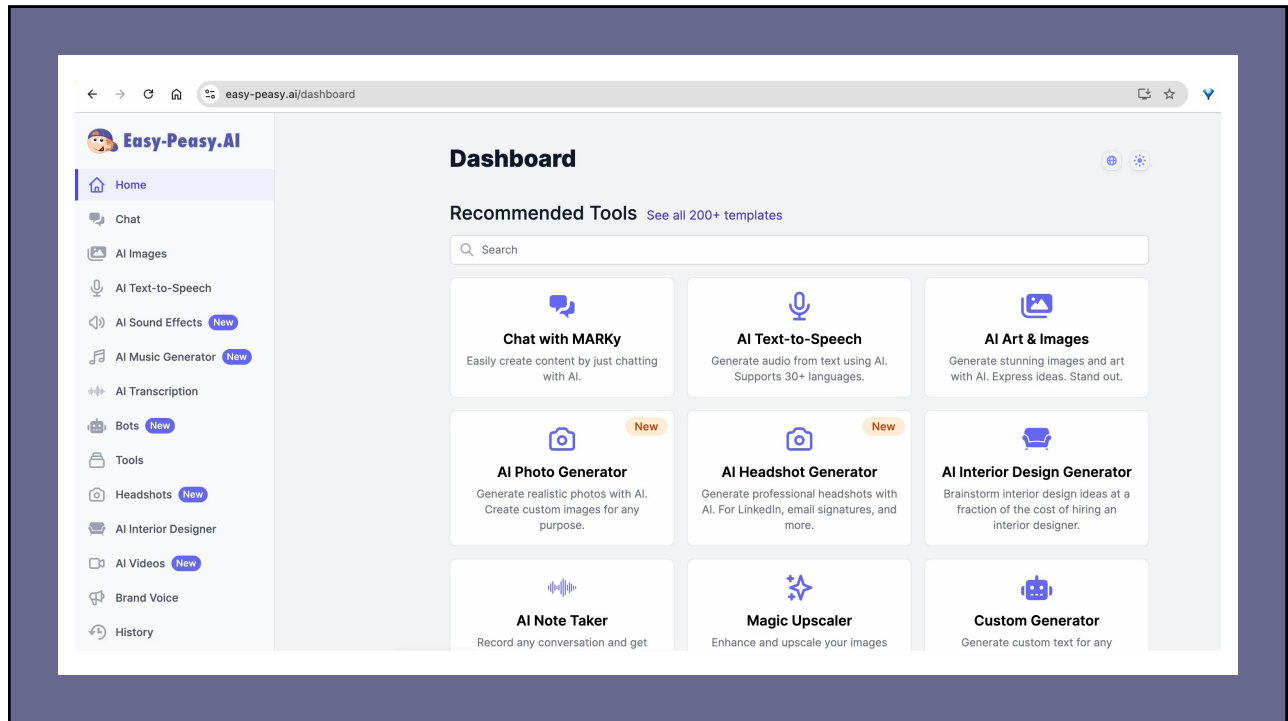 easy-peasy.ai/dashboard
Easy-Peasy.AI
Home
Chat
AI Images
AI Text-to-Speech
AI Sound Effects New
AI Music Generator New
AI Transcription
Bots New
Tools
Headshots New
AI Interior Designer
AI Videos New
Brand Voice
History
Dashboard
Recommended Tools See all 200+ templates
Search
Chat with MARKy
Easily create content by just chatting
with AI.
AI Text-to-Speech
Generate audio from text using AI.
Supports 30+ languages.
AI Art & Images
Generate stunning images and art
with AI. Express ideas. Stand out.
New
AI Photo Generator
Generate realistic photos with AI.
Create custom images for any
purpose.
New
AI Headshot Generator
Generate professional headshots with
AI. For LinkedIn, email signatures, and
more.
AI Interior Design Generator
Brainstorm interior design ideas at a
fraction of the cost of hiring an
interior designer.
AI Note Taker
Record any conversation and get
Magic Upscaler
Enhance and upscale your images
Custom Generator
Generate custom text for any